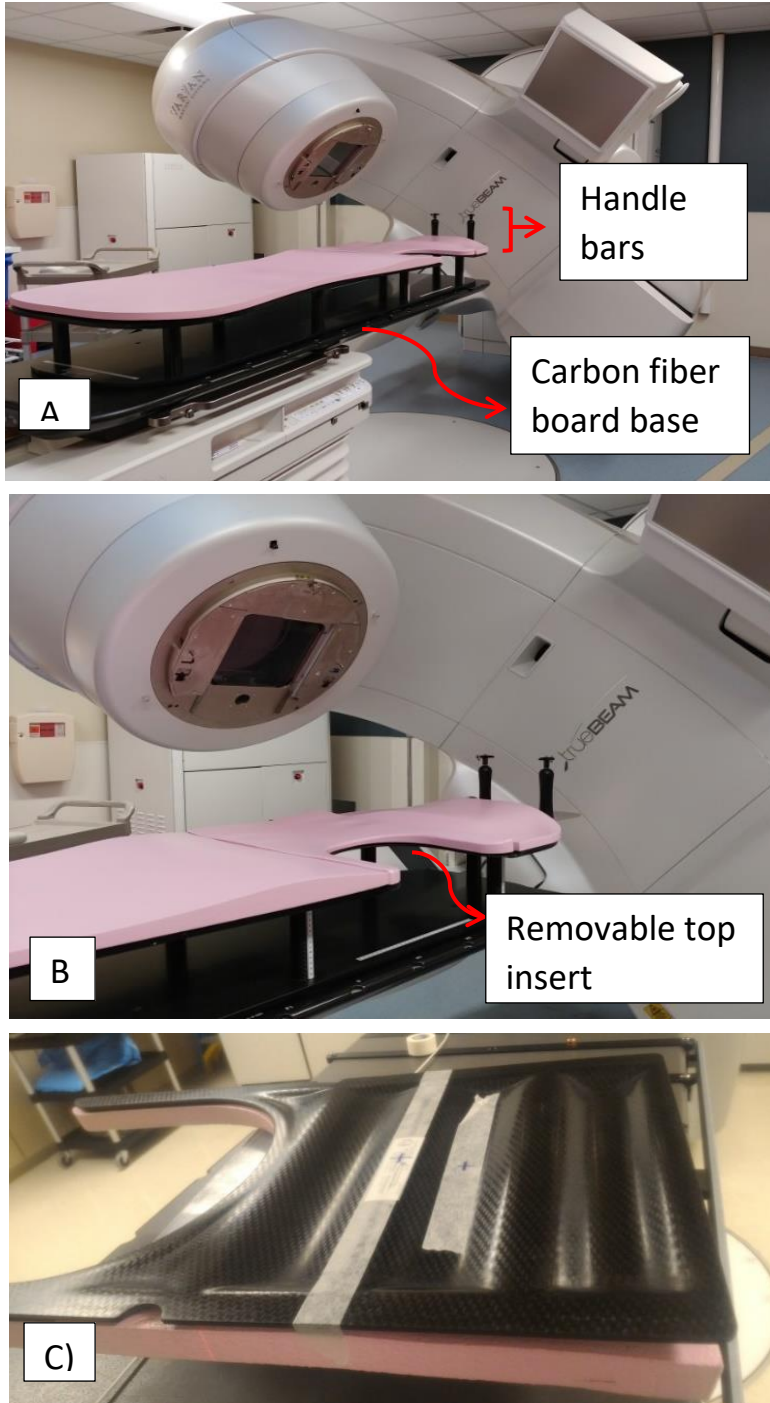 VARIAN
trueBEAM
Handle
bars
Carbon fiber
board base
A
trueBEAM
Removable top
insert
B
C)